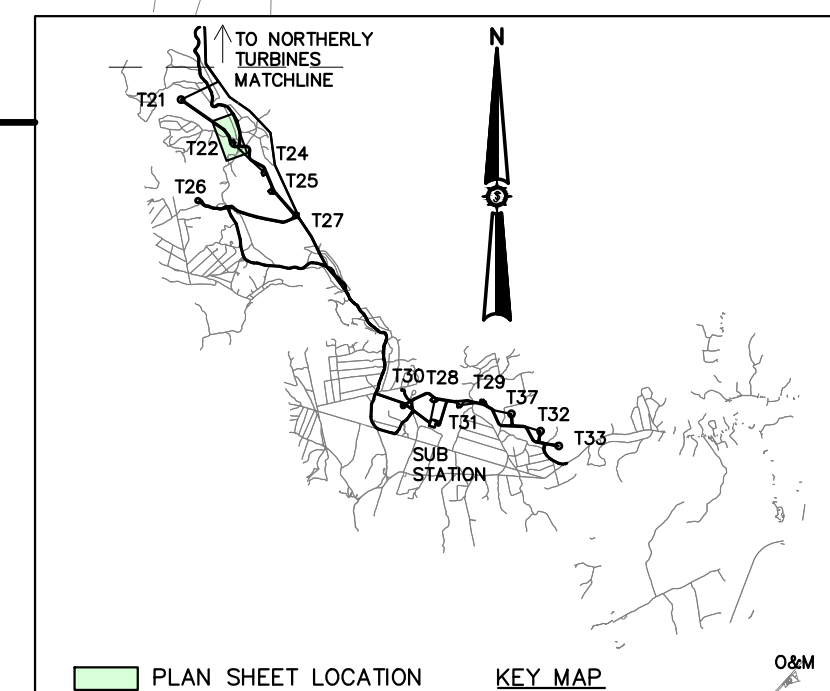 TO NORTHERLY
TURBINES
MATCHLINE
N
T21
T22
T24
T25
T26
T27
T30
T28
T29
T37
T31
T32
T33
SUB
STATION
O&M
PLAN SHEET LOCATION
KEY MAP